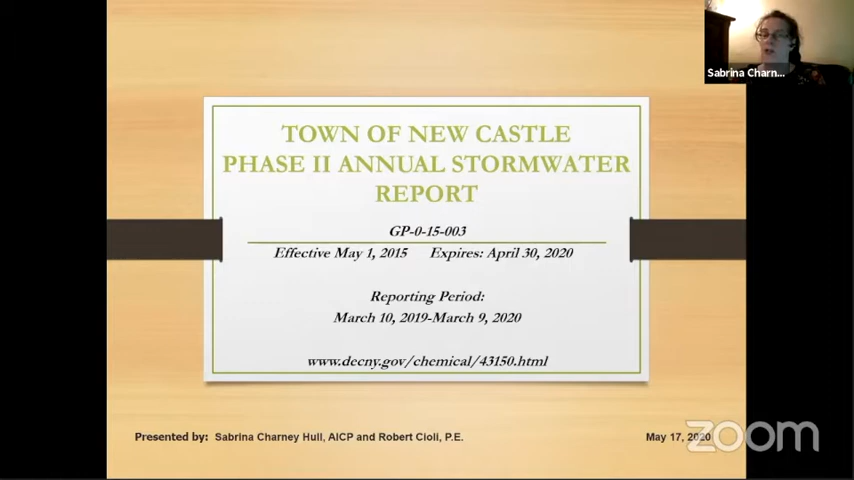 Sabrina Charn...
TOWN OF NEW CASTLE
PHASE II ANNUAL STORMWATER
REPORT
GP-0-15-003
Effective May 1, 2015 Expires: April 30, 2020
Reporting Period:
March 10, 2019-March 9, 2020
www.decny.gov/chemical/43150.html
Presented by: Sabrina Charney Hull, AICP and Robert Cioli, P.E.
May 17, 2020
zoom